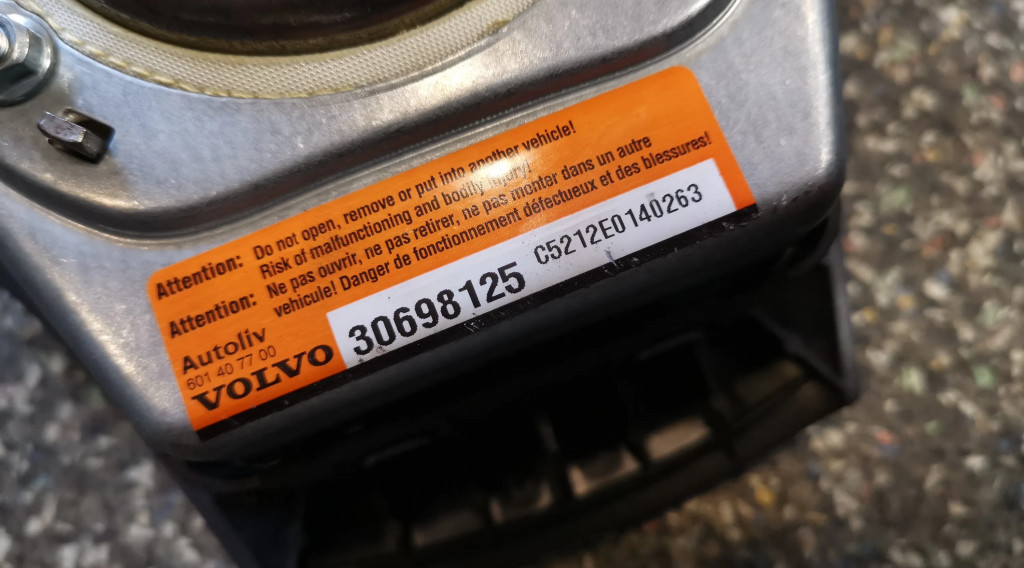 Attention: Do not open, remove or put into another vehicle!
Risk of malfunctioning and bodily injury!
Attention: Ne pas ouvrir, ne pas retirer, ne pas monter dans un autre
vehicule! Danger de fonctionnement défectueux et des blessures!
Autoliv
601 40 77 00
VOLVO
30698125 C5212E0140263